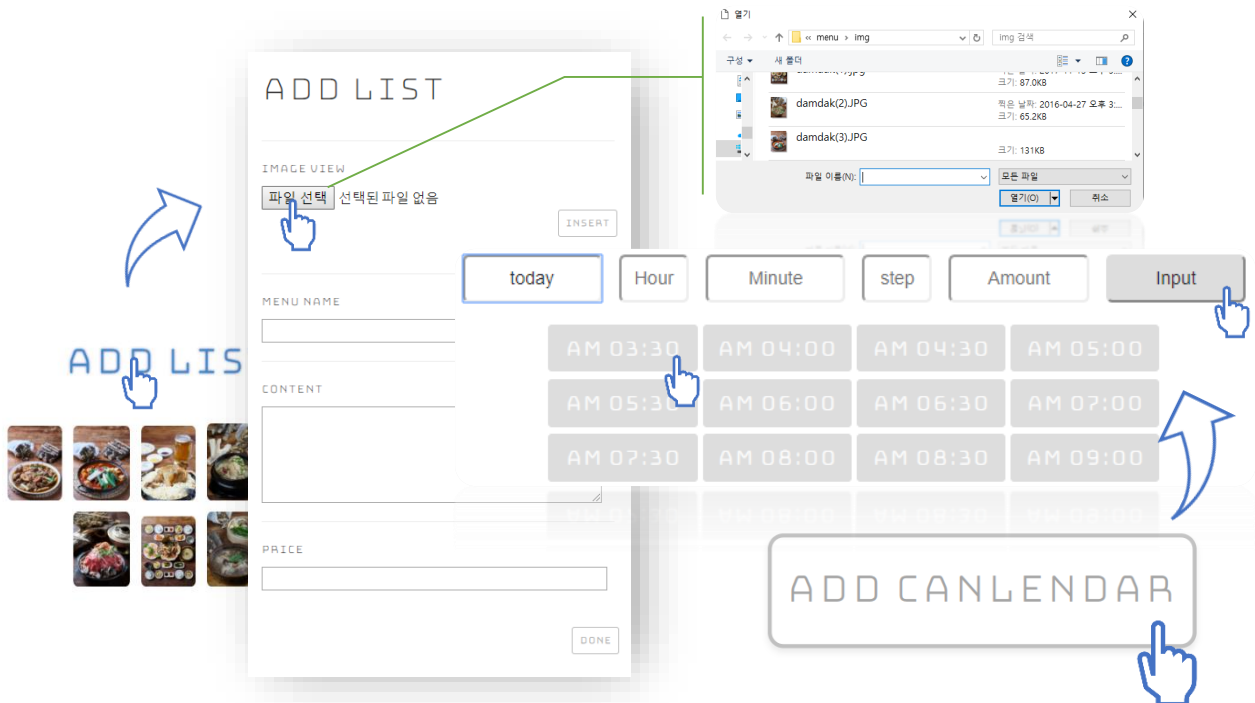 열기
« menu › img
img 검색
구성
새 폴더
크기: 87.0KB
damdak(2).JPG
찍은 날짜: 2016-04-27 오후 3:...
크기: 65.2KB
damdak(3).JPG
크기: 131KB
파일 이름(N):
모든 파일
열기(O)
취소
ADD LIST
IMAGE VIEW
파일 선택 선택된 파일 없음
INSERT
MENU NAME
CONTENT
PRICE
DONE
ADD LIS
today Hour Minute step Amount Input
AM 03:30 AM 04:00 AM 04:30 AM 05:00
AM 05:30 AM 06:00 AM 06:30 AM 07:00
AM 07:30 AM 08:00 AM 08:30 AM 09:00
ADD CANLENDAR